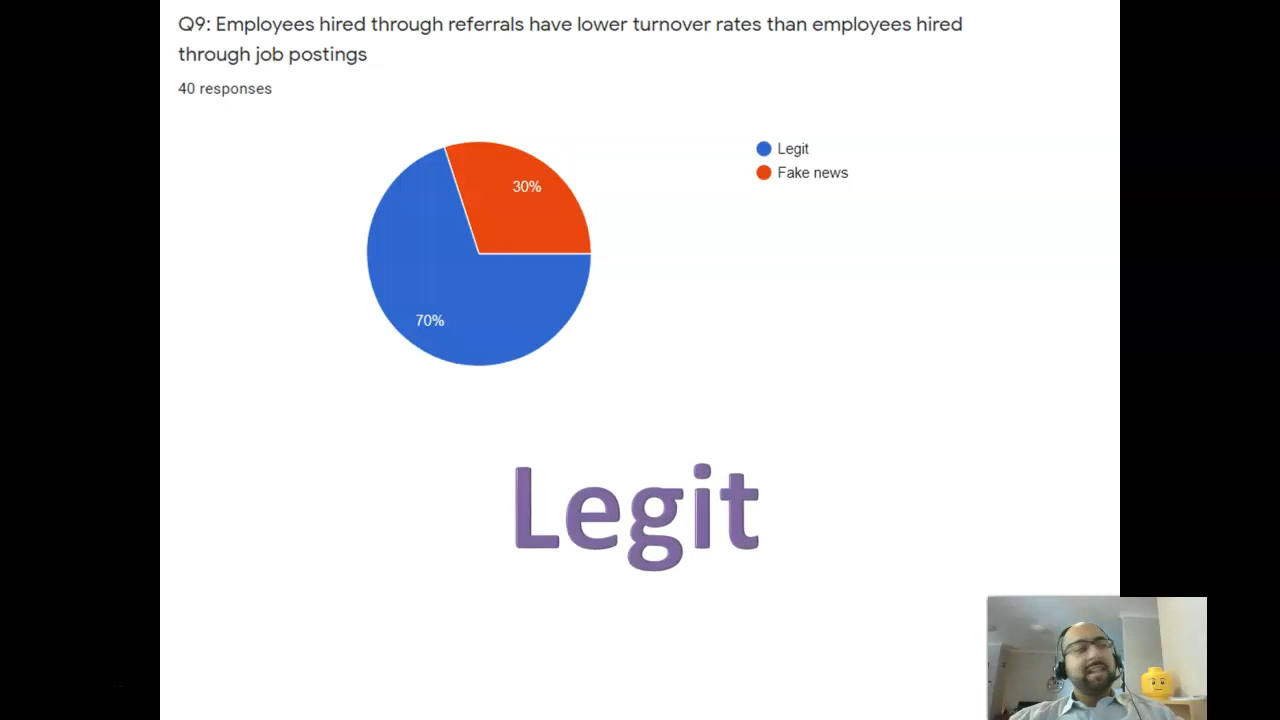 Q9: Employees hired through referrals have lower turnover rates than employees hired
through job postings
40 responses
Legit
Fake news
30%
70%
Legit